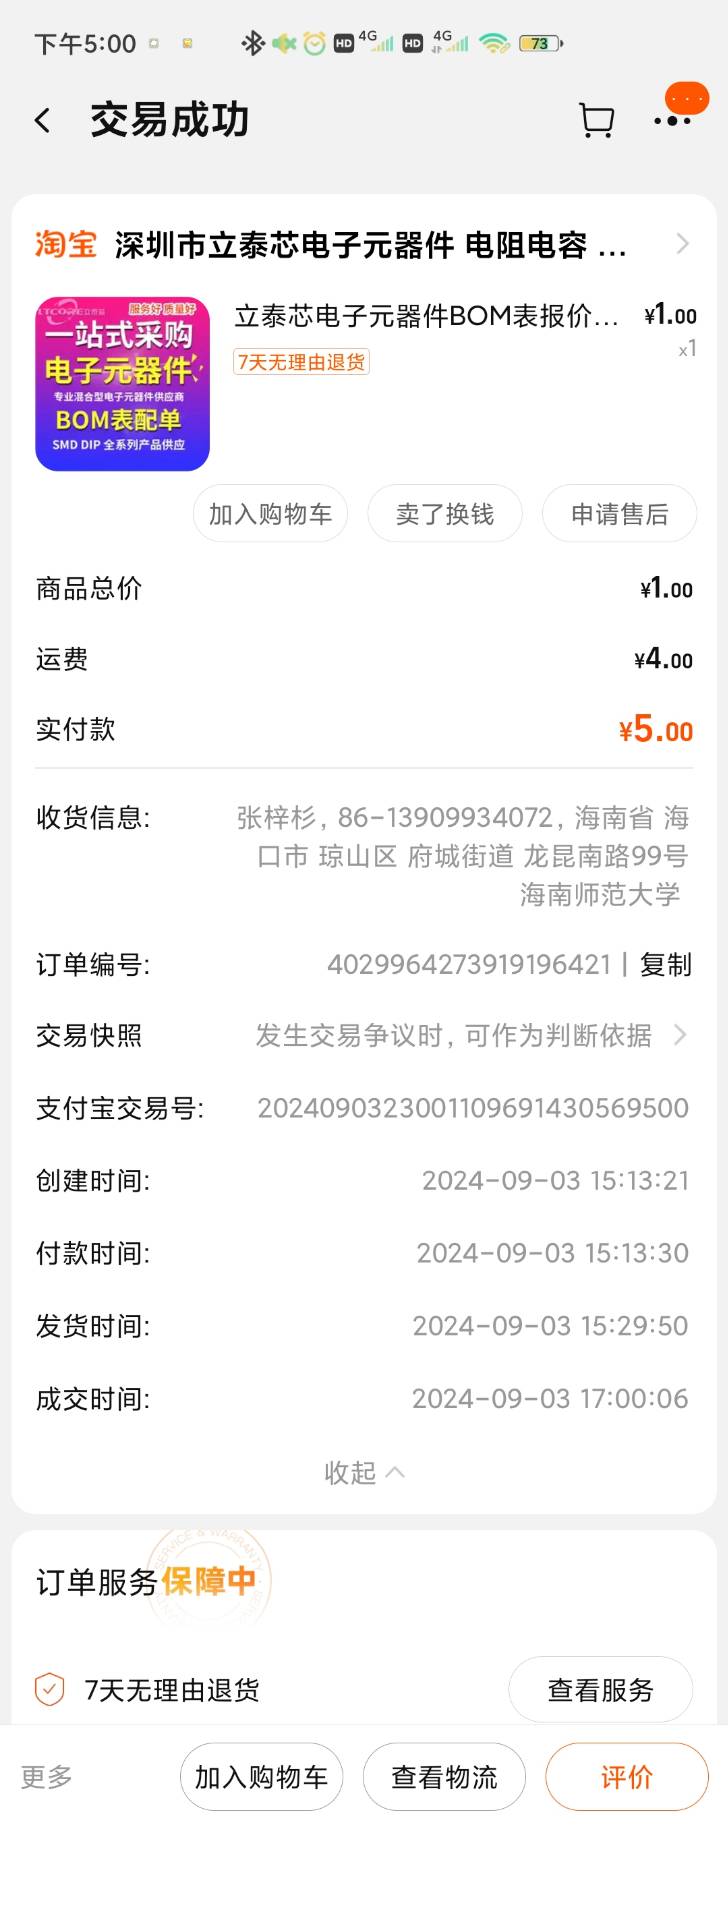 下午5:00 HD 4G HD 4G 73
交易成功
淘宝 深圳市立泰芯电子元器件 电阻电容 ...
服务好 质量好
一站式采购
电子元器件
专业混合型电子元器件供应商
BOM表配单
SMD DIP 全系列产品供应
立泰芯电子元器件BOM表报价... ¥1.00
x1
7天无理由退货
加入购物车 卖了换钱 申请售后
商品总价 ¥1.00
运费 ¥4.00
实付款 ¥5.00
收货信息: 张梓杉, 86-13909934072, 海南省 海
口市 琼山区 府城街道 龙昆南路99号
海南师范大学
订单编号: 4029964273919196421 | 复制
交易快照 发生交易争议时, 可作为判断依据
支付宝交易号: 2024090323001109691430569500
创建时间: 2024-09-03 15:13:21
付款时间: 2024-09-03 15:13:30
发货时间: 2024-09-03 15:29:50
成交时间: 2024-09-03 17:00:06
收起
SERVICE & WARRANTY
订单服务保障中
7天无理由退货 查看服务
更多 加入购物车 查看物流 评价